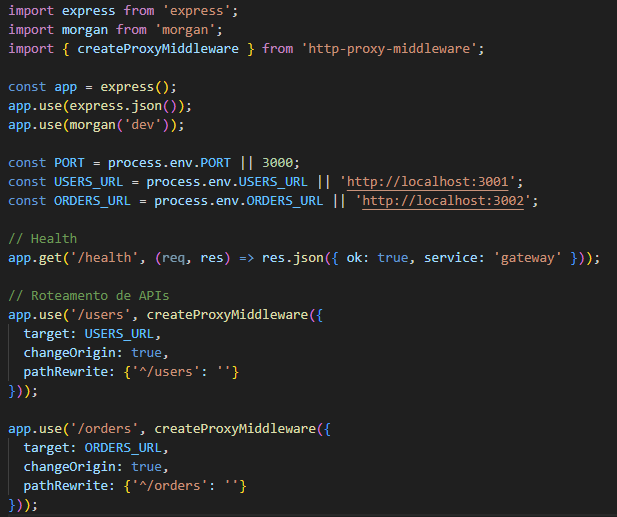 import express from 'express';
import morgan from 'morgan';
import { createProxyMiddleware } from 'http-proxy-middleware';

const app = express();
app.use(express.json());
app.use(morgan('dev'));

const PORT = process.env.PORT || 3000;
const USERS_URL = process.env.USERS_URL || 'http://localhost:3001';
const ORDERS_URL = process.env.ORDERS_URL || 'http://localhost:3002';

// Health
app.get('/health', (req, res) => res.json({ ok: true, service: 'gateway' }));

// Roteamento de APIs
app.use('/users', createProxyMiddleware({
  target: USERS_URL,
  changeOrigin: true,
  pathRewrite: {'^/users': ''}
}));

app.use('/orders', createProxyMiddleware({
  target: ORDERS_URL,
  changeOrigin: true,
  pathRewrite: {'^/orders': ''}
}));